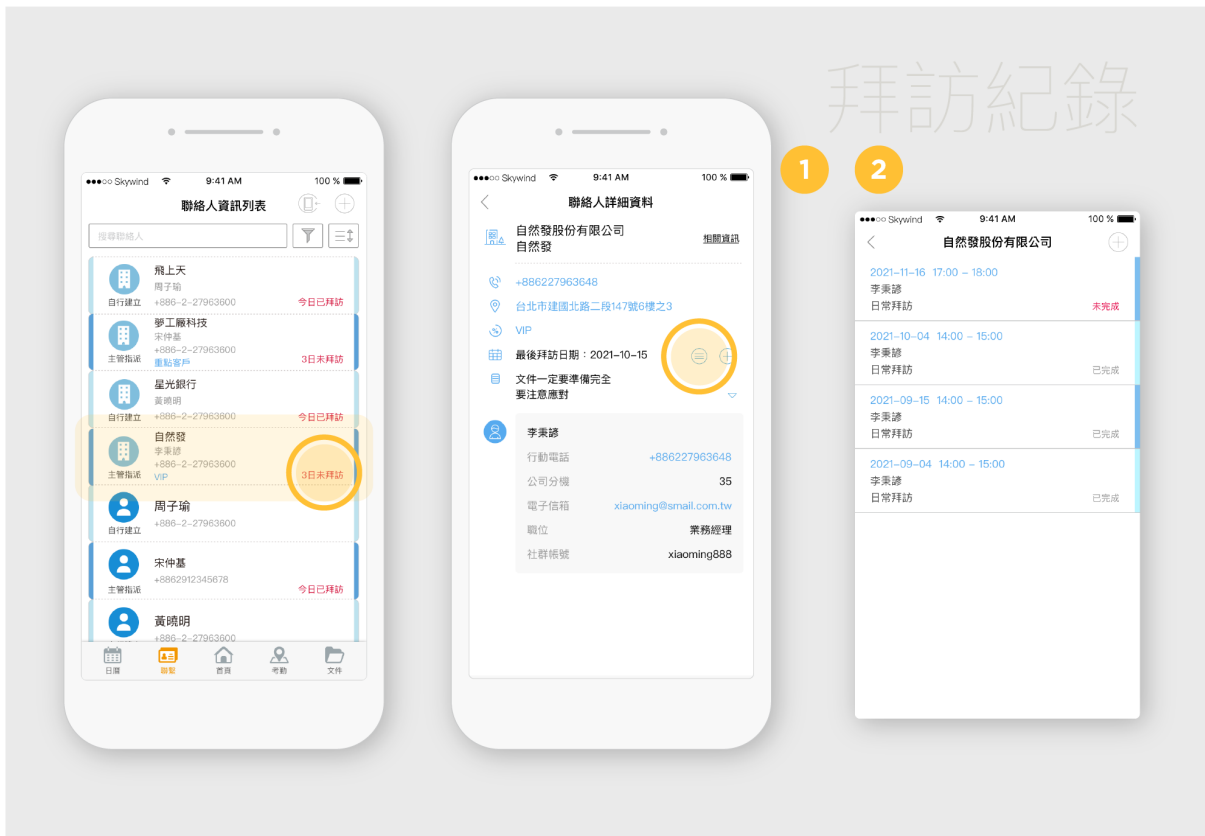 拜訪紀錄
1
2
Skywind 9:41 AM 100 %
聯絡人資訊列表
搜尋聯絡人
飛上天
周子瑜
自行建立 +886-2-27963600 今日已拜訪
夢工廠科技
宋仲基
+886-2-27963600
主管指派 3日未拜訪
重點客戶
星光銀行
黃曉明
自行建立 +886-2-27963600 今日已拜訪
自然發
李秉諺
+886-2-27963600
主管指派 3日未拜訪
VIP
周子瑜
+886-2-27963600
自行建立
宋仲基
+8862912345678
主管指派 今日已拜訪
黃曉明
+886-2-27963600
日曆 聯繫 首頁 考勤 文件
Skywind 9:41 AM 100 %
聯絡人詳細資料
自然發股份有限公司
自然發
相關資訊
+886227963648
台北市建國北路二段147號6樓之3
VIP
最後拜訪日期：2021-10-15
文件一定要準備完全
要注意應對
李秉諺
行動電話 +886227963648
公司分機 35
電子信箱 xiaoming@smail.com.tw
職位 業務經理
社群帳號 xiaoming888
Skywind 9:41 AM 100 %
自然發股份有限公司
2021-11-16 17:00 - 18:00
李秉諺
日常拜訪 未完成
2021-10-04 14:00 - 15:00
李秉諺
日常拜訪 已完成
2021-09-15 14:00 - 15:00
李秉諺
日常拜訪 已完成
2021-09-04 14:00 - 15:00
李秉諺
日常拜訪 已完成